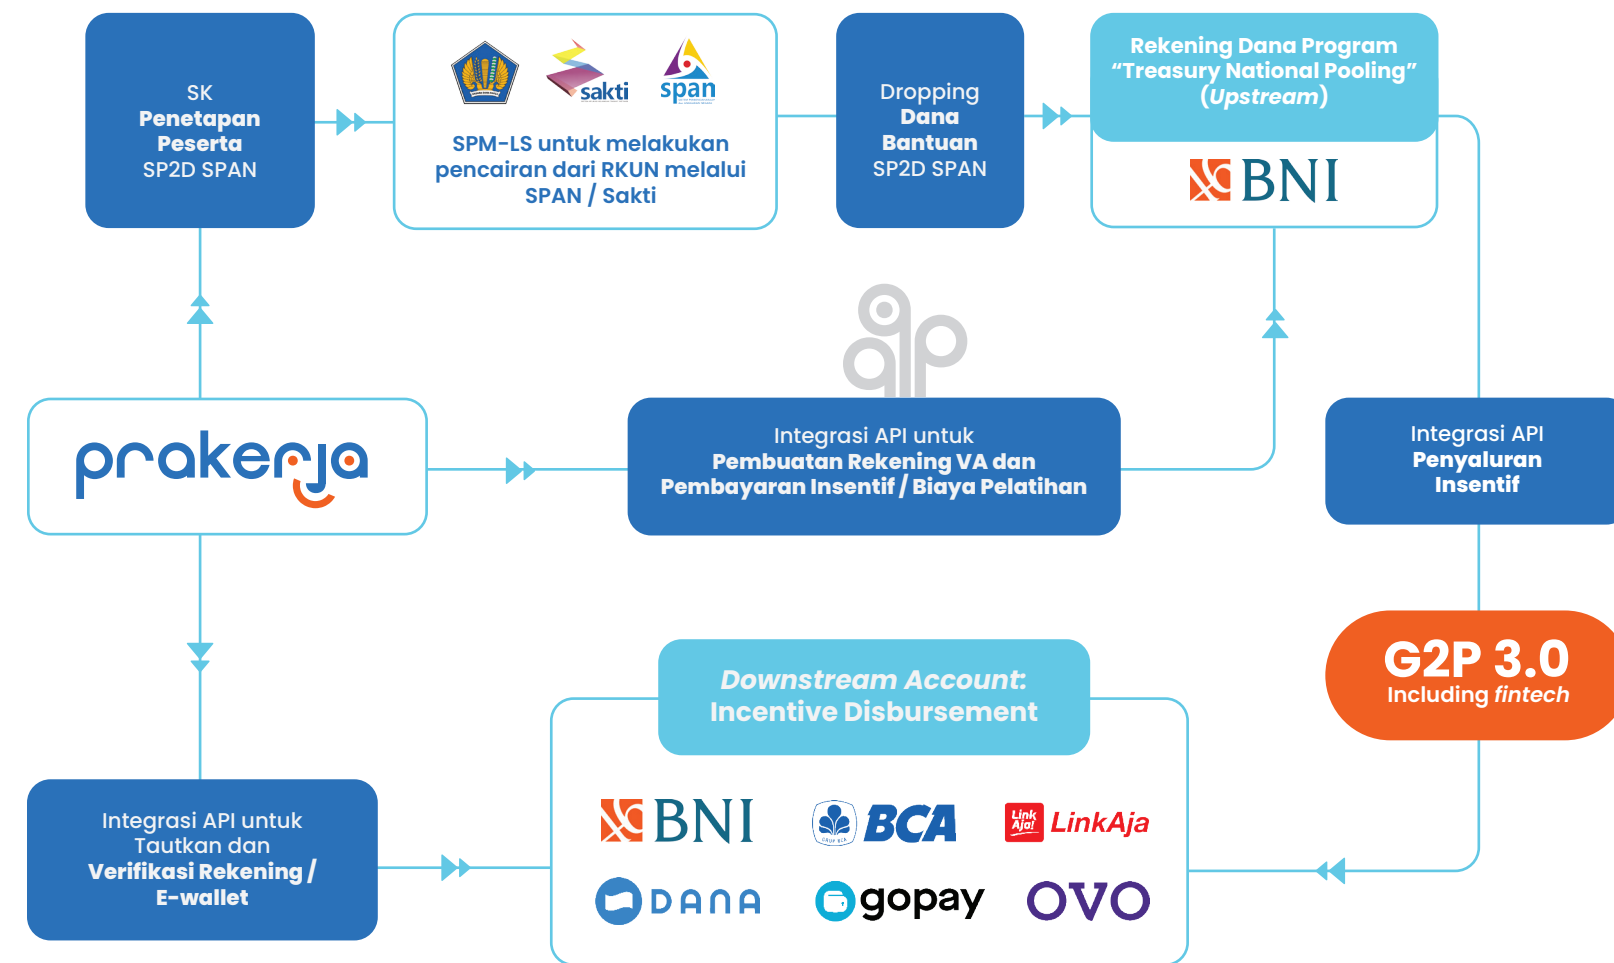 SK
Penetapan
Peserta
SP2D SPAN
sakti
span
SPM-LS untuk melakukan
pencairan dari RKUN melalui
SPAN / Sakti
Dropping
Dana
Bantuan
SP2D SPAN
Rekening Dana Program
“Treasury National Pooling”
(Upstream)
BNI
prakerja
Integrasi API untuk
Pembuatan Rekening VA dan
Pembayaran Insentif / Biaya Pelatihan
Integrasi API
Penyaluran
Insentif
G2P 3.0
Including fintech
Downstream Account:
Incentive Disbursement
Integrasi API untuk
Tautkan dan
Verifikasi Rekening /
E-wallet
BNI
BCA
Link
Aja!
LinkAja
DANA
gopay
OVO